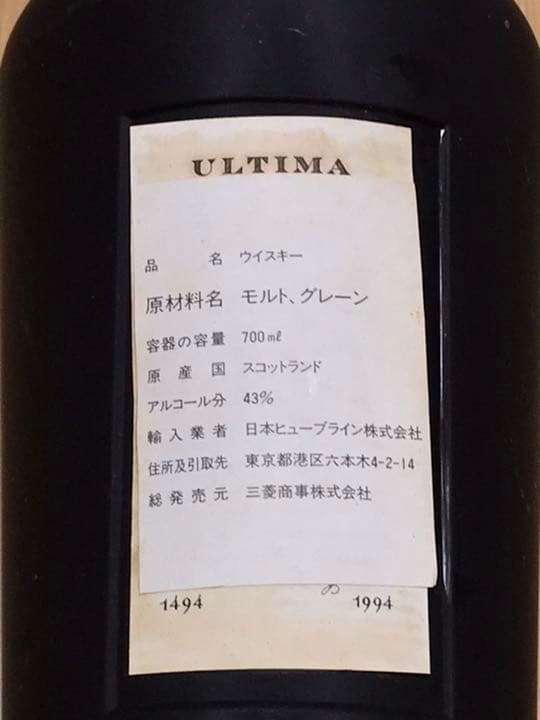 ULTIMA
品名 ウイスキー
原材料名 モルト、グレーン
容器の容量 700ml
原産国 スコットランド
アルコール分 43%
輸入業者 日本ヒューブライン株式会社
住所及引取先 東京都港区六本木4-2-14
総発売元 三菱商事株式会社
の
1494 1994